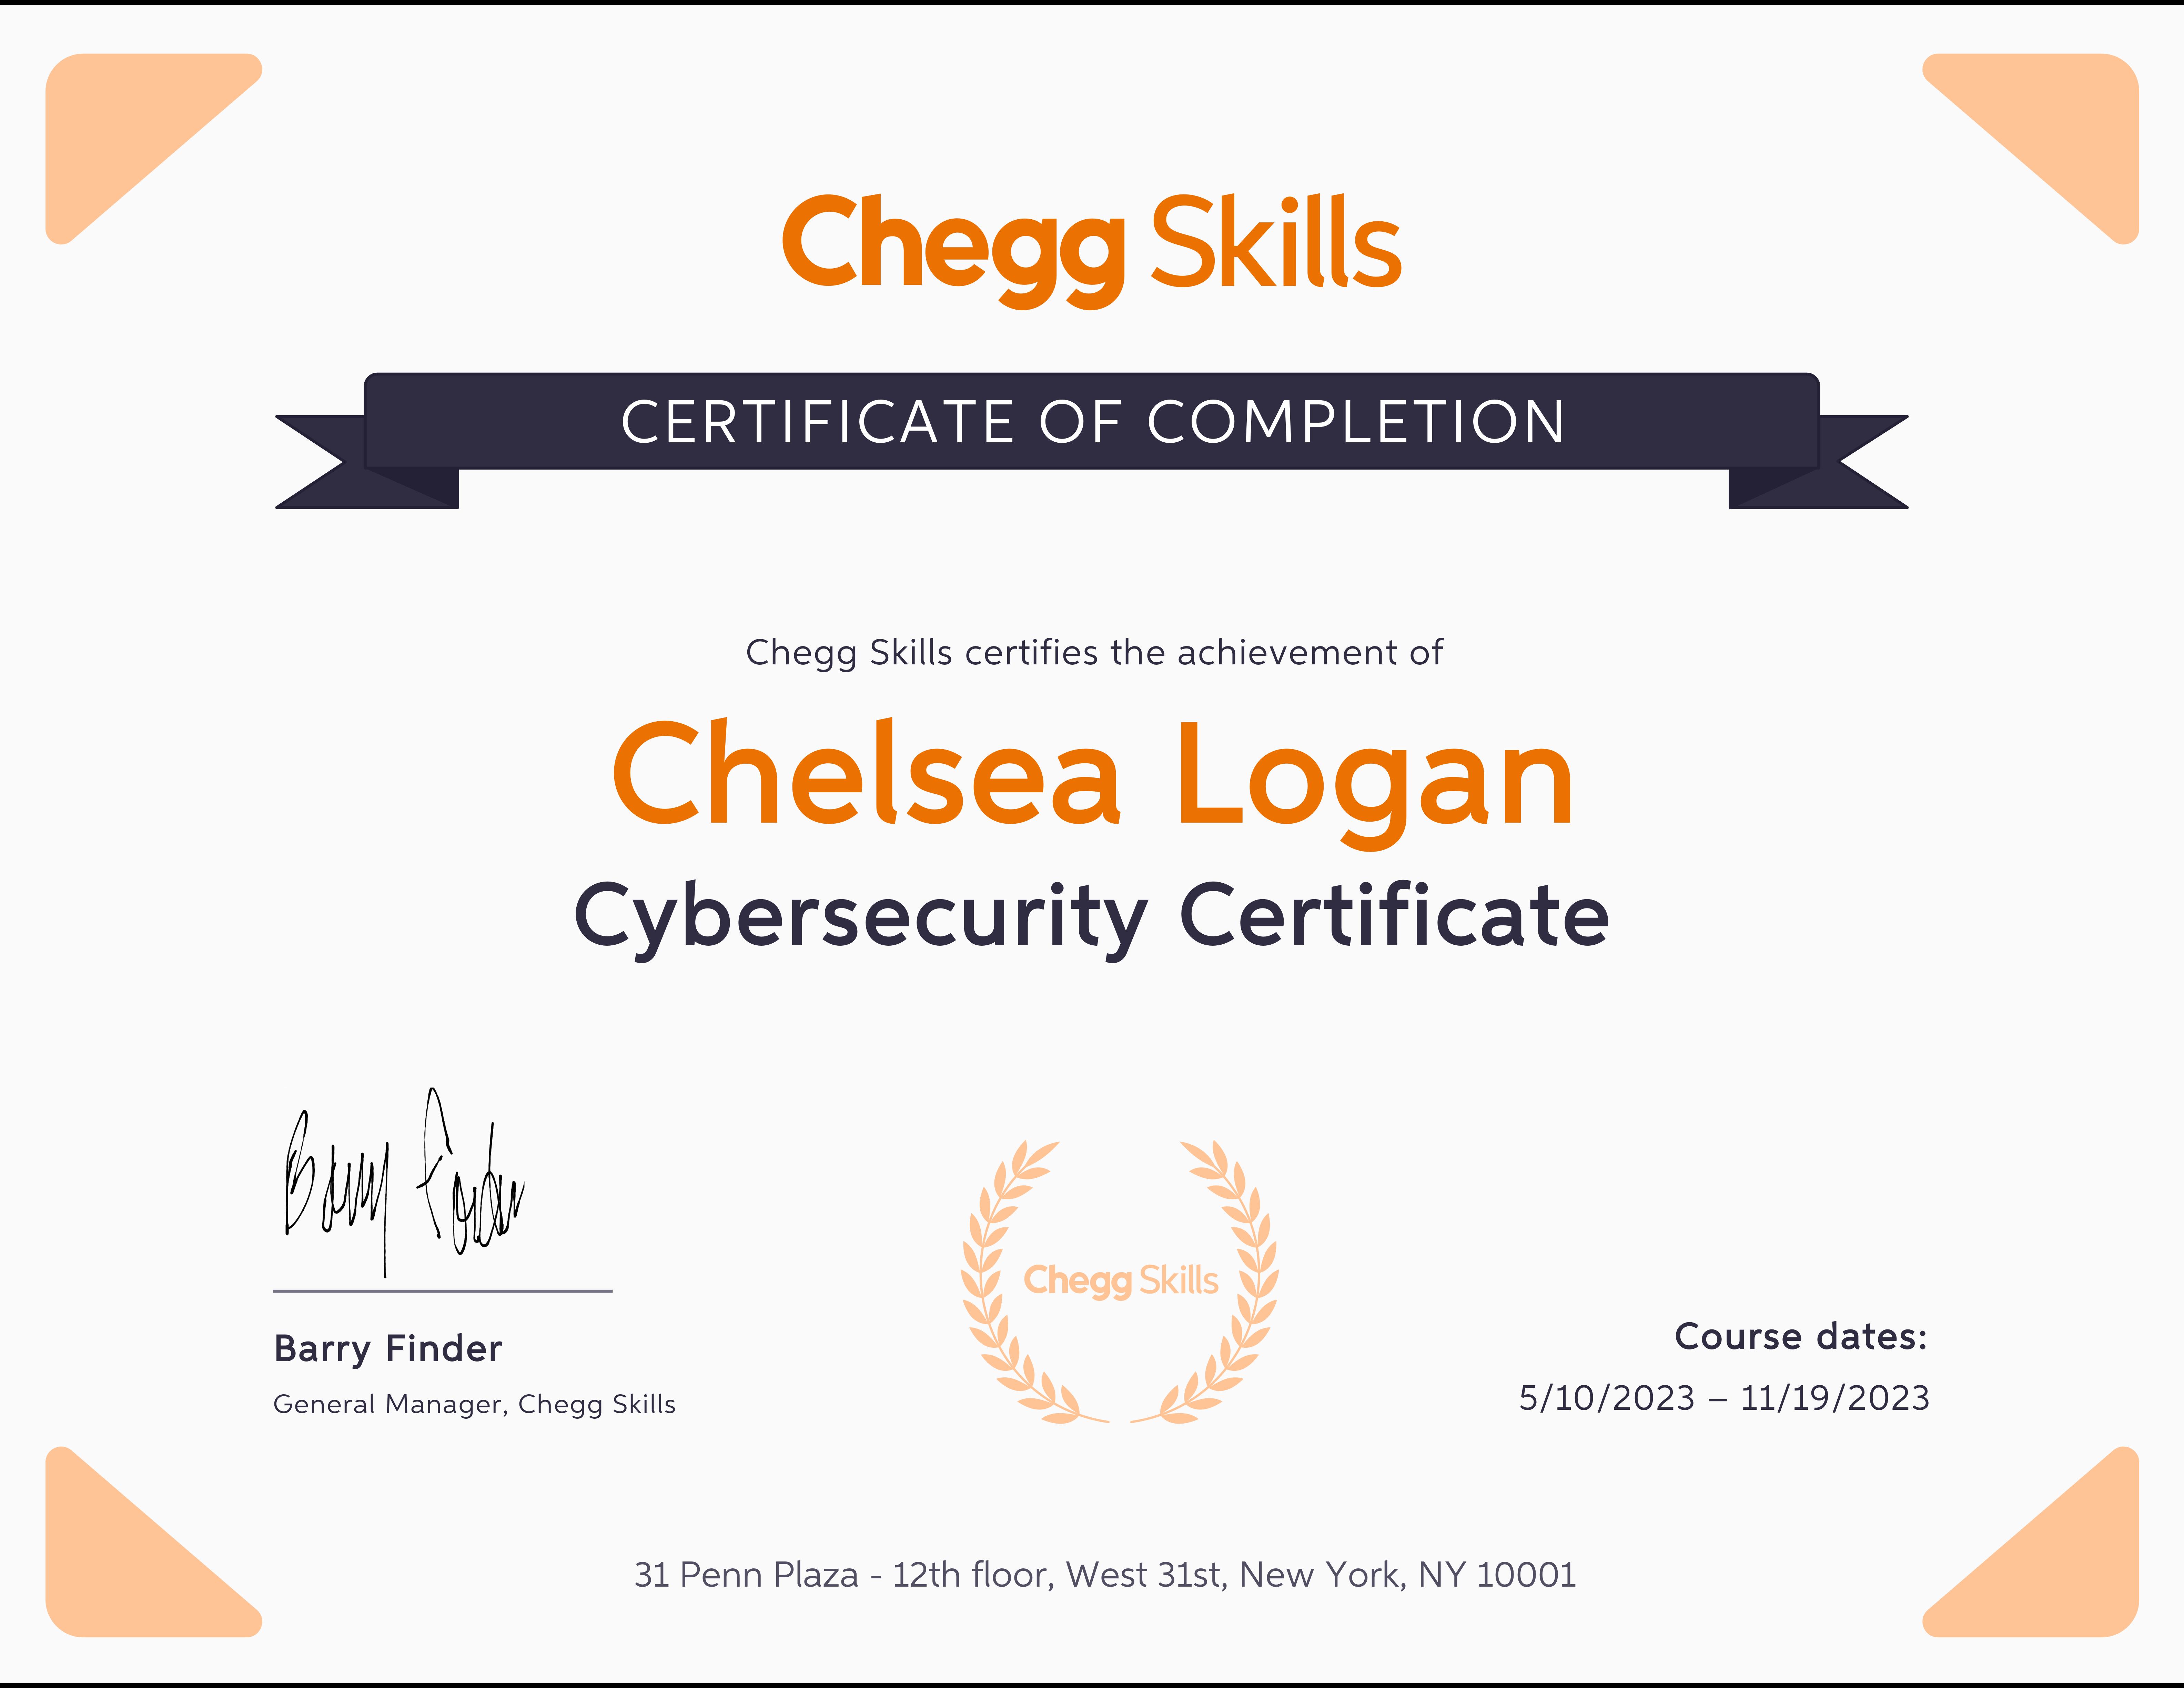 Chegg Skills
CERTIFICATE OF COMPLETION
Chegg Skills certifies the achievement of
Chelsea Logan
Cybersecurity Certificate
Barry Finder
Chegg Skills
Barry Finder
General Manager, Chegg Skills
Course dates:
5/10/2023 – 11/19/2023
31 Penn Plaza - 12th floor, West 31st, New York, NY 10001